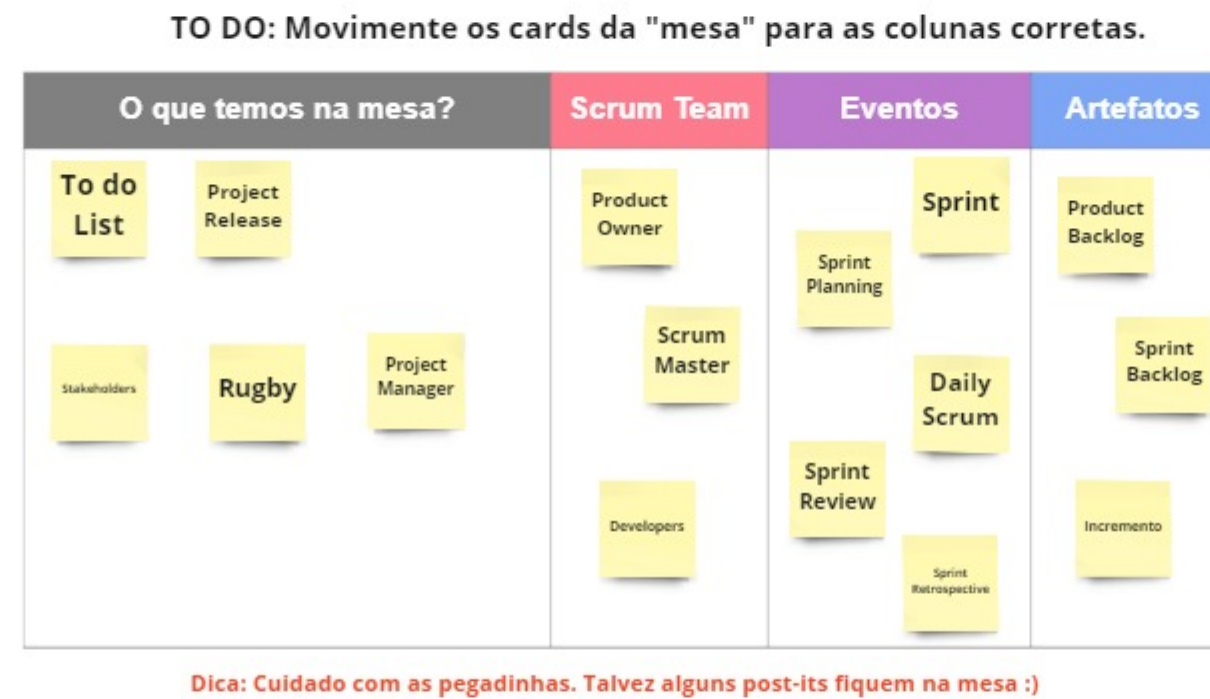 TO DO: Movimente os cards da "mesa" para as colunas corretas.
O que temos na mesa?
Scrum Team
Eventos
Artefatos
To do
List
Project
Release
Stakeholders
Rugby
Project
Manager
Product
Owner
Scrum
Master
Developers
Sprint
Sprint
Planning
Daily
Scrum
Sprint
Review
Sprint
Retrospective
Product
Backlog
Sprint
Backlog
Incremento
Dica: Cuidado com as pegadinhas. Talvez alguns post-its fiquem na mesa :)